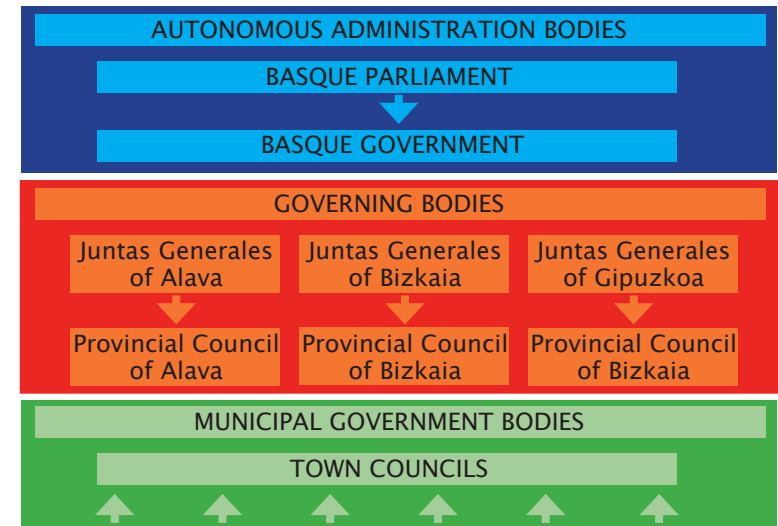 AUTONOMOUS ADMINISTRATION BODIES
BASQUE PARLIAMENT
BASQUE GOVERNMENT
GOVERNING BODIES
Juntas Generales
of Alava
Juntas Generales
of Bizkaia
Juntas Generales
of Gipuzkoa
Provincial Council
of Alava
Provincial Council
of Bizkaia
Provincial Council
of Bizkaia
MUNICIPAL GOVERNMENT BODIES
TOWN COUNCILS